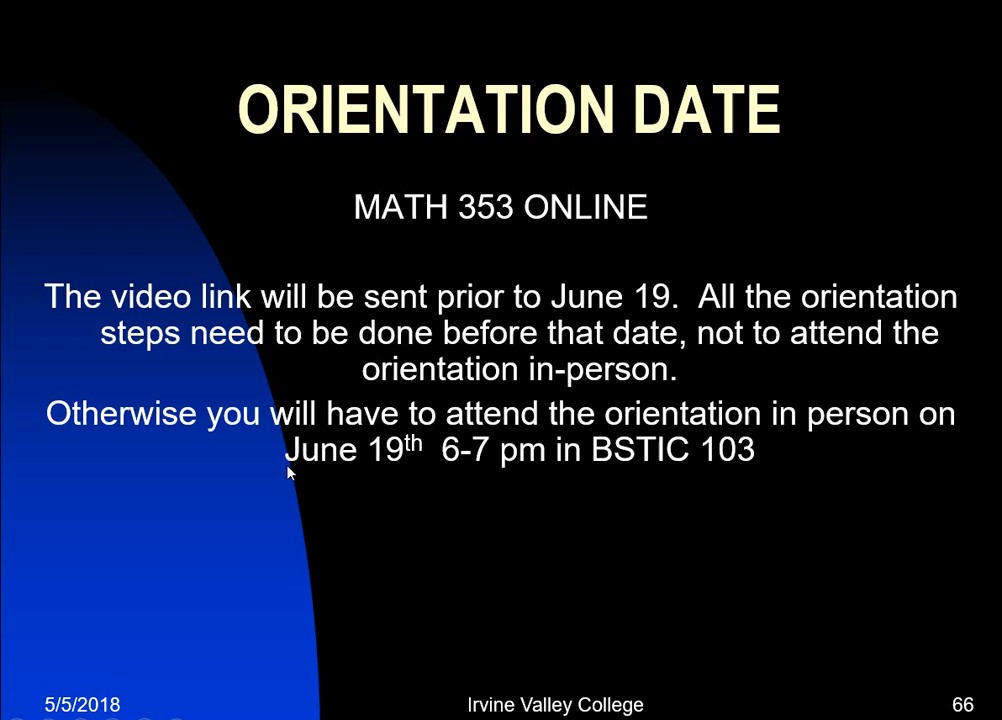 ORIENTATION DATE
MATH 353 ONLINE
The video link will be sent prior to June 19.  All the orientation
steps need to be done before that date, not to attend the
orientation in-person.
Otherwise you will have to attend the orientation in person on
June 19th  6-7 pm in BSTIC 103
5/5/2018 Irvine Valley College 66